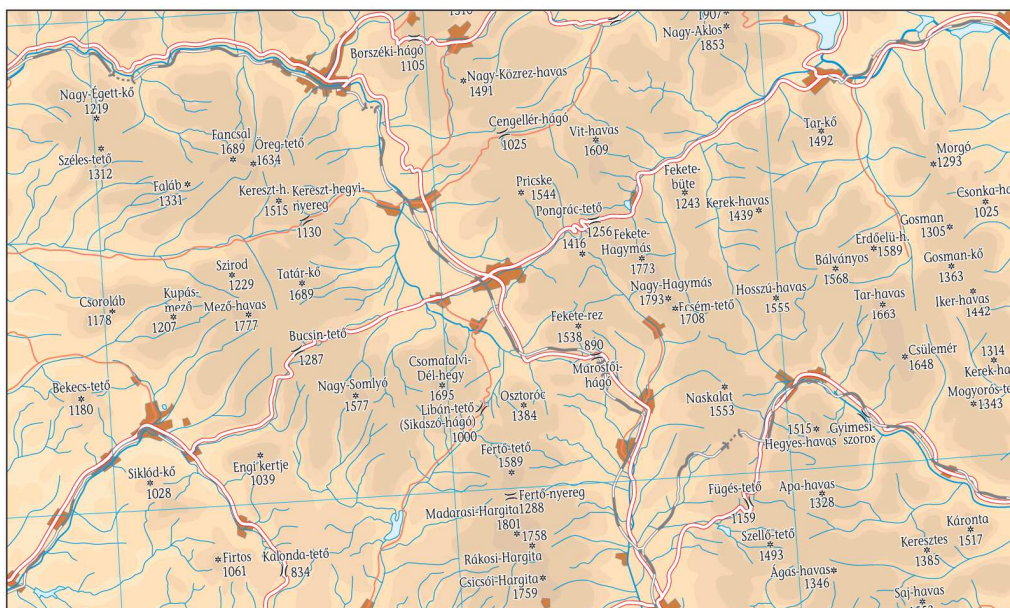 1310
1907
Nagy-Aklos
1853
Borszéki-hágó
1105
Nagy-Közrez-havas
1491
Nagy-Égett-kő
1219
Cengellér-hágó
1025
Vit-havas
1609
Tar-kő
1492
Fancsal
1689
Öreg-tető
1634
Széles-tető
1312
Morgó
1293
Faláb
1331
Kereszt-h.
1515
Kereszt-hegyi-
nyereg
1130
Pricske
1544
Fekete-
büte
1243
Kerek-havas
1439
Csonka-ha
1025
Pongrác-tető
1256
1416
Gosman
1305
Fekete-
Hagymás
1773
Erdőelü-h.
1589
Bálványos
1568
Gosman-kő
1363
Szirod
1229
Tatár-kő
1689
Nagy-Hagymás
1793
Ecsém-tető
1708
Hosszú-havas
1555
Tar-havas
1663
Iker-havas
1442
Csoroláb
1178
Kupás-
mező
1207
Mező-havas
1777
Bucsin-tető
1287
Fekete-rez
1538
890
Marosfői-
hágó
Csülemér
1648
1314
Kerek-ha
Mogyorós-te
1343
Bekecs-tető
1180
Nagy-Somlyó
1577
Csomafalvi-
Dél-hegy
1695
Libán-tető
(Sikaszó-hágó)
1000
Osztoróc
1384
Naskalat
1553
1515
Hegyes-havas
Gyimesi
szoros
Siklód-kő
1028
Engi kertje
1039
Fertő-tető
1589
Fertő-nyereg
1288
Fügés-tető
1159
Apa-havas
1328
Madarasi-Hargita
1801
1758
Rákosi-Hargita
Szellő-tető
1493
Káronta
1517
Keresztes
1385
Firtos
1061
Kalonda-tető
834
Csicsói-Hargita
1759
Ágas-havas
1346
Saj-havas